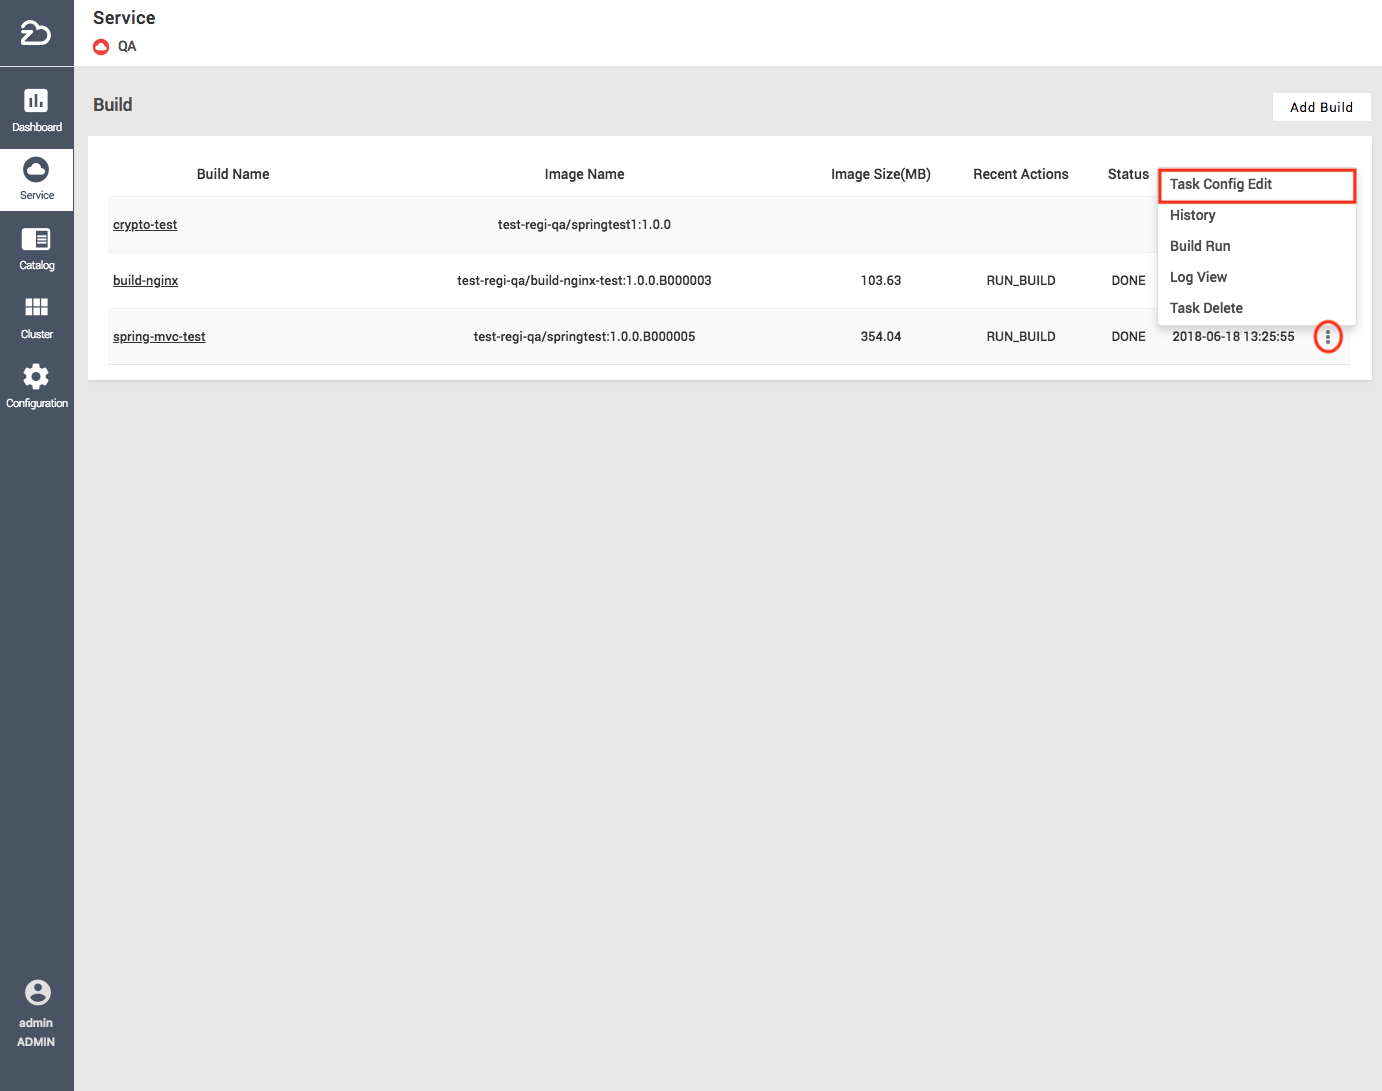 Service
QA
Dashboard
Service
Catalog
Cluster
Configuration
admin
ADMIN
Build
Add Build
Build Name Image Name Image Size(MB) Recent Actions Status
crypto-test test-regi-qa/springtest1:1.0.0
build-nginx test-regi-qa/build-nginx-test:1.0.0.B000003 103.63 RUN_BUILD DONE
spring-mvc-test test-regi-qa/springtest:1.0.0.B000005 354.04 RUN_BUILD DONE 2018-06-18 13:25:55
Task Config Edit
History
Build Run
Log View
Task Delete